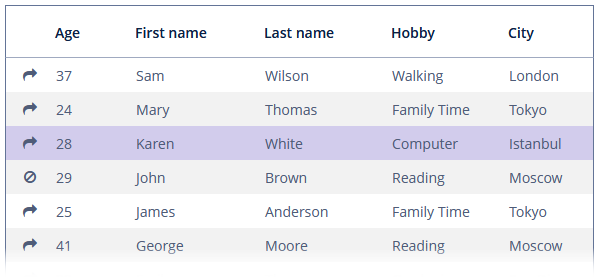 Age First name Last name Hobby City
37 Sam Wilson Walking London
24 Mary Thomas Family Time Tokyo
28 Karen White Computer Istanbul
29 John Brown Reading Moscow
25 James Anderson Family Time Tokyo
41 George Moore Reading Moscow